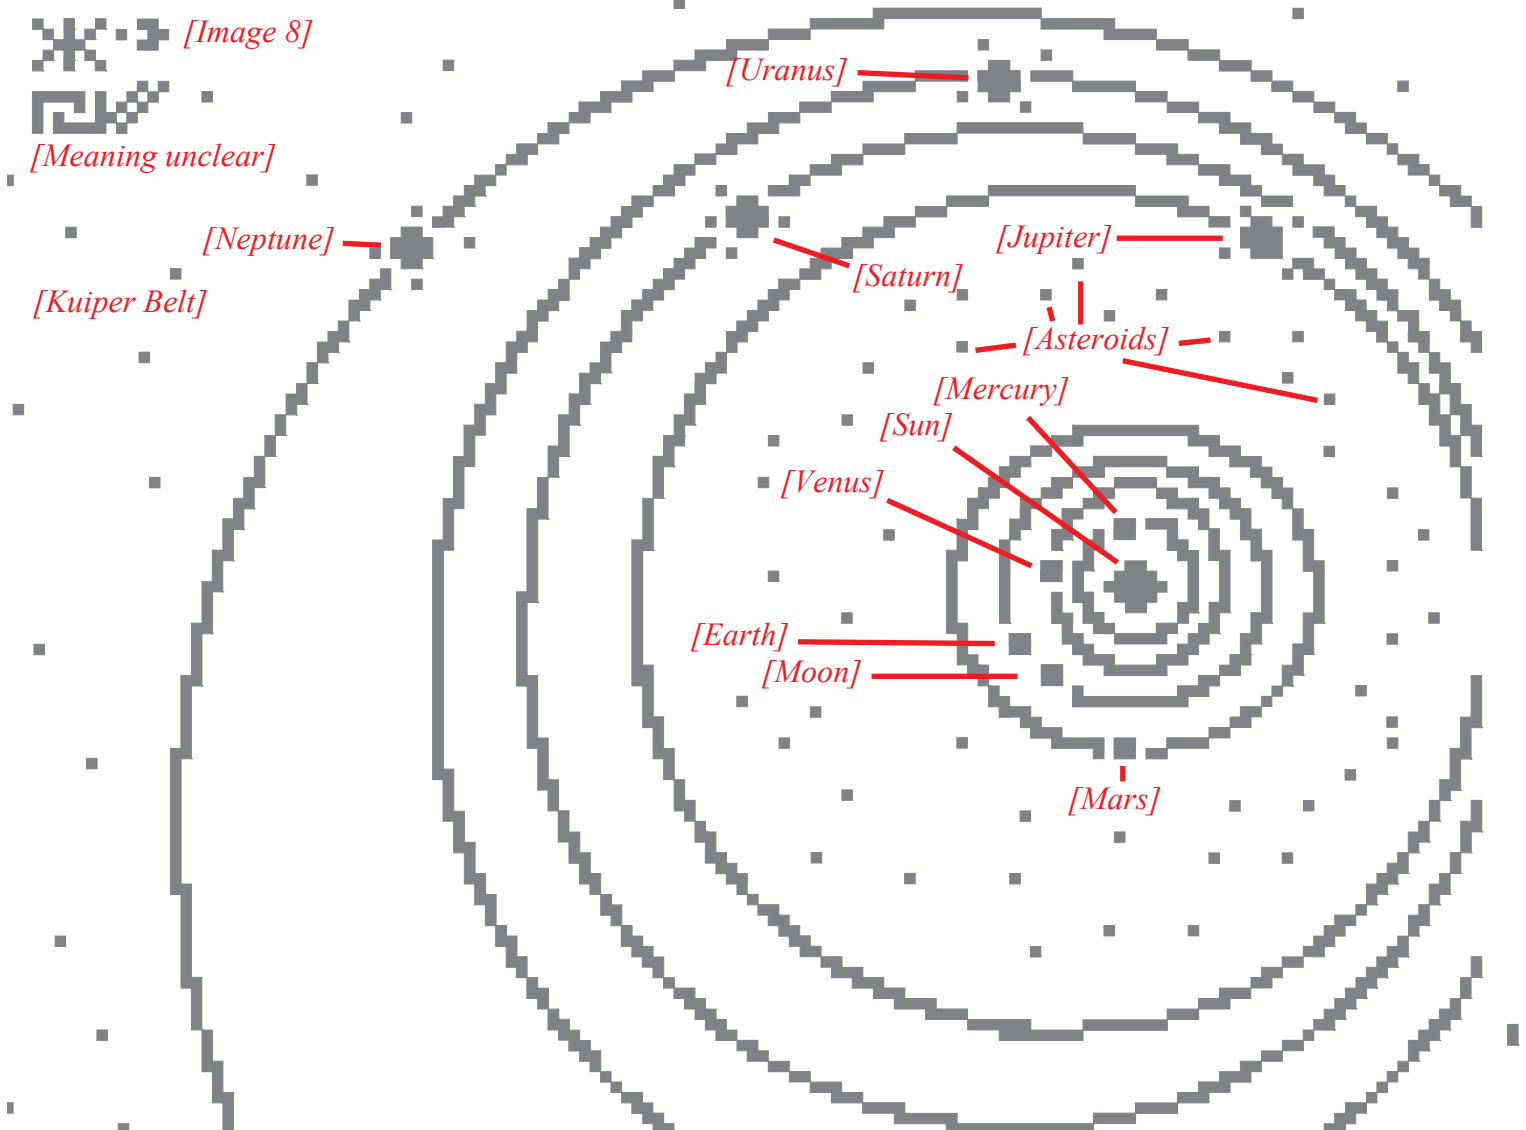 [Image 8]
[Meaning unclear]
[Uranus]
[Neptune]
[Jupiter]
[Saturn]
[Kuiper Belt]
[Asteroids]
[Mercury]
[Sun]
[Venus]
[Earth]
[Moon]
[Mars]